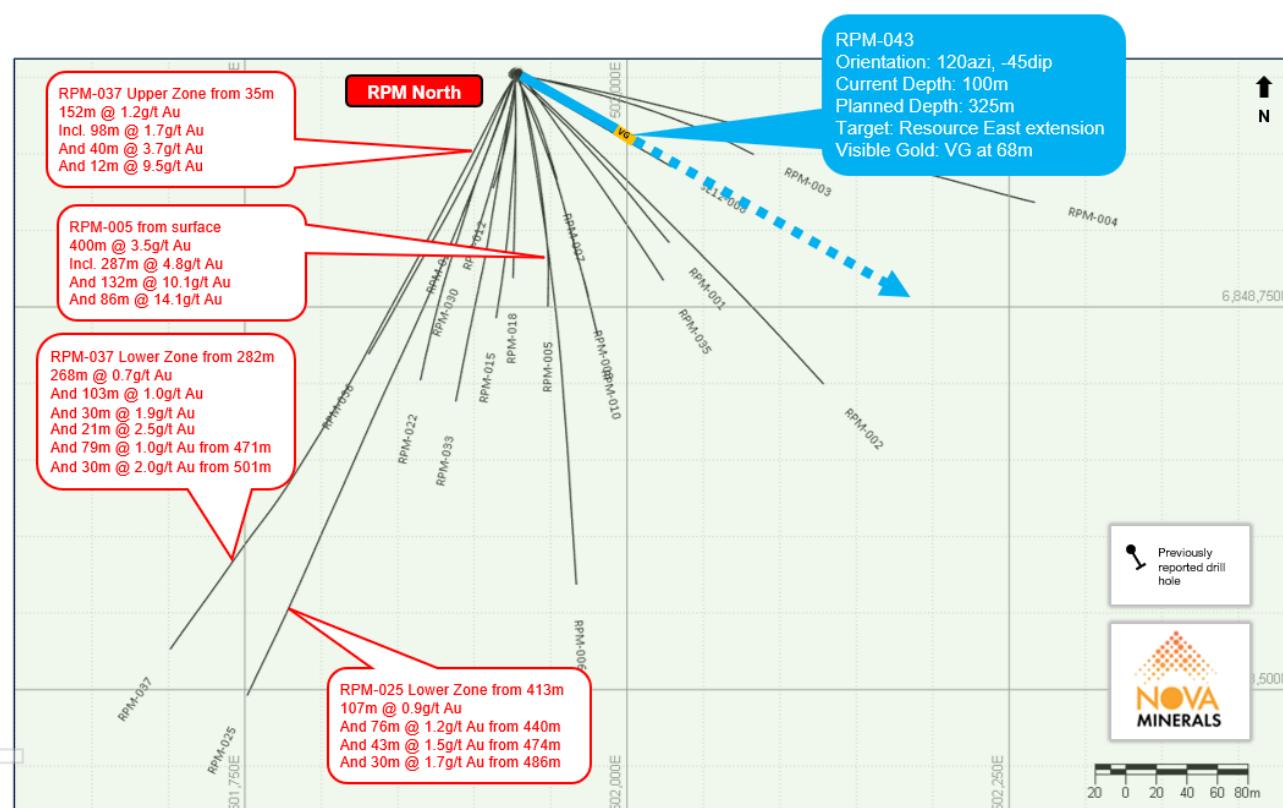 RPM North
RPM-043
Orientation: 120azi, -45dip
Current Depth: 100m
Planned Depth: 325m
Target: Resource East extension
Visible Gold: VG at 68m
N
RPM-037 Upper Zone from 35m
152m @ 1.2g/t Au
Incl. 98m @ 1.7g/t Au
And 40m @ 3.7g/t Au
And 12m @ 9.5g/t Au
RPM-005 from surface
400m @ 3.5g/t Au
Incl. 287m @ 4.8g/t Au
And 132m @ 10.1g/t Au
And 86m @ 14.1g/t Au
RPM-037 Lower Zone from 282m
268m @ 0.7g/t Au
And 103m @ 1.0g/t Au
And 30m @ 1.9g/t Au
And 21m @ 2.5g/t Au
And 79m @ 1.0g/t Au from 471m
And 30m @ 2.0g/t Au from 501m
RPM-025 Lower Zone from 413m
107m @ 0.9g/t Au
And 76m @ 1.2g/t Au from 440m
And 43m @ 1.5g/t Au from 474m
And 30m @ 1.7g/t Au from 486m
VG
RPM-003
RPM-004
RPM-007
RPM-001
RPM-035
RPM-002
RPM-030
RPM-018
RPM-015
RPM-005
RPM-010
RPM-036
RPM-022
RPM-033
RPM-006
RPM-037
RPM-025
6,848,750
502,000E
502,250E
Previously
reported drill
hole
NOVA
MINERALS
20 0 20 40 60 80m